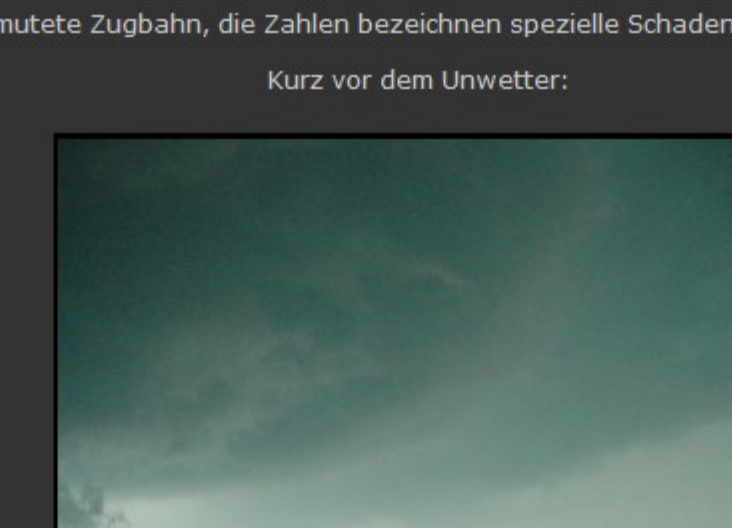 mutete Zugbahn, die Zahlen bezeichnen spezielle Schaden
Kurz vor dem Unwetter: